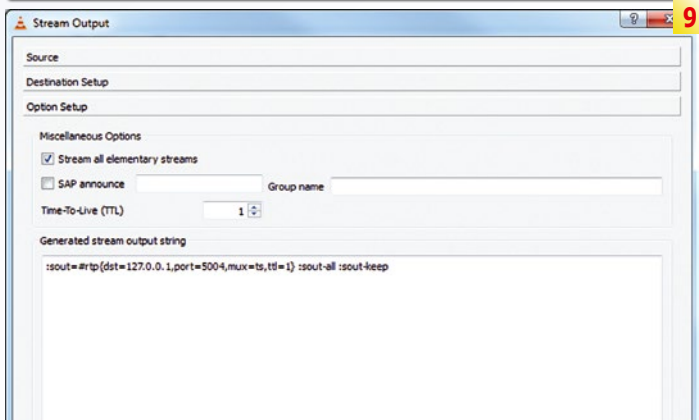 Stream Output
9
Source
Destination Setup
Option Setup
Miscellaneous Options
Stream all elementary streams
SAP announce Group name
Time-To-Live (TTL) 1
Generated stream output string
:sout=#rtp{dst=127.0.0.1,port=5004,mux=ts,ttl=1} :sout-all :sout-keep